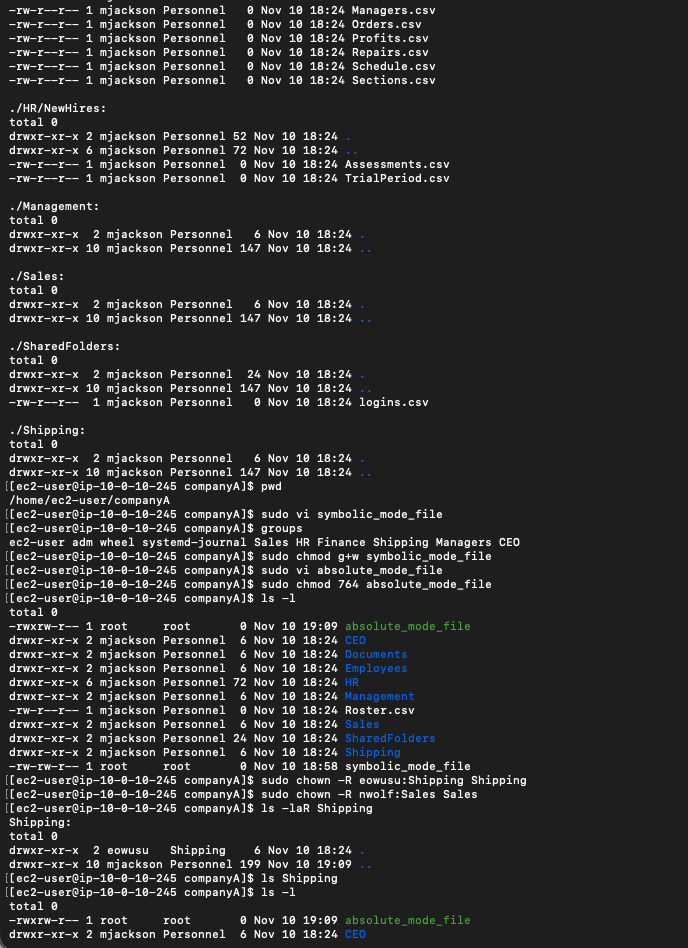 -rw-r--r-- 1 mjackson Personnel   0 Nov 10 18:24 Managers.csv
-rw-r--r-- 1 mjackson Personnel   0 Nov 10 18:24 Orders.csv
-rw-r--r-- 1 mjackson Personnel   0 Nov 10 18:24 Profits.csv
-rw-r--r-- 1 mjackson Personnel   0 Nov 10 18:24 Repairs.csv
-rw-r--r-- 1 mjackson Personnel   0 Nov 10 18:24 Schedule.csv
-rw-r--r-- 1 mjackson Personnel   0 Nov 10 18:24 Sections.csv

./HR/NewHires:
total 0
drwxr-xr-x 2 mjackson Personnel 52 Nov 10 18:24 .
drwxr-xr-x 6 mjackson Personnel 72 Nov 10 18:24 ..
-rw-r--r-- 1 mjackson Personnel  0 Nov 10 18:24 Assessments.csv
-rw-r--r-- 1 mjackson Personnel  0 Nov 10 18:24 TrialPeriod.csv

./Management:
total 0
drwxr-xr-x  2 mjackson Personnel   6 Nov 10 18:24 .
drwxr-xr-x 10 mjackson Personnel 147 Nov 10 18:24 ..

./Sales:
total 0
drwxr-xr-x  2 mjackson Personnel   6 Nov 10 18:24 .
drwxr-xr-x 10 mjackson Personnel 147 Nov 10 18:24 ..

./SharedFolders:
total 0
drwxr-xr-x  2 mjackson Personnel  24 Nov 10 18:24 .
drwxr-xr-x 10 mjackson Personnel 147 Nov 10 18:24 ..
-rw-r--r--  1 mjackson Personnel   0 Nov 10 18:24 logins.csv

./Shipping:
total 0
drwxr-xr-x  2 mjackson Personnel   6 Nov 10 18:24 .
drwxr-xr-x 10 mjackson Personnel 147 Nov 10 18:24 ..
[[ec2-user@ip-10-0-10-245 companyA]$ pwd
/home/ec2-user/companyA
[[ec2-user@ip-10-0-10-245 companyA]$ sudo vi symbolic_mode_file
[[ec2-user@ip-10-0-10-245 companyA]$ groups
ec2-user adm wheel systemd-journal Sales HR Finance Shipping Managers CEO
[[ec2-user@ip-10-0-10-245 companyA]$ sudo chmod g+w symbolic_mode_file
[[ec2-user@ip-10-0-10-245 companyA]$ sudo vi absolute_mode_file
[[ec2-user@ip-10-0-10-245 companyA]$ sudo chmod 764 absolute_mode_file
[[ec2-user@ip-10-0-10-245 companyA]$ ls -l
total 0
-rwxrw-r-- 1 root     root       0 Nov 10 19:09 absolute_mode_file
drwxr-xr-x 2 mjackson Personnel  6 Nov 10 18:24 CEO
drwxr-xr-x 2 mjackson Personnel  6 Nov 10 18:24 Documents
drwxr-xr-x 2 mjackson Personnel  6 Nov 10 18:24 Employees
drwxr-xr-x 6 mjackson Personnel 72 Nov 10 18:24 HR
drwxr-xr-x 2 mjackson Personnel  6 Nov 10 18:24 Management
-rw-r--r-- 1 mjackson Personnel  0 Nov 10 18:24 Roster.csv
drwxr-xr-x 2 mjackson Personnel  6 Nov 10 18:24 Sales
drwxr-xr-x 2 mjackson Personnel 24 Nov 10 18:24 SharedFolders
drwxr-xr-x 2 mjackson Personnel  6 Nov 10 18:24 Shipping
-rw-rw-r-- 1 root     root       0 Nov 10 18:58 symbolic_mode_file
[[ec2-user@ip-10-0-10-245 companyA]$ sudo chown -R eowusu:Shipping Shipping
[[ec2-user@ip-10-0-10-245 companyA]$ sudo chown -R nwolf:Sales Sales
[[ec2-user@ip-10-0-10-245 companyA]$ ls -laR Shipping
Shipping:
total 0
drwxr-xr-x  2 eowusu   Shipping    6 Nov 10 18:24 .
drwxr-xr-x 10 mjackson Personnel 199 Nov 10 19:09 ..
[[ec2-user@ip-10-0-10-245 companyA]$ ls Shipping
[[ec2-user@ip-10-0-10-245 companyA]$ ls -l
total 0
-rwxrw-r-- 1 root     root       0 Nov 10 19:09 absolute_mode_file
drwxr-xr-x 2 mjackson Personnel  6 Nov 10 18:24 CEO